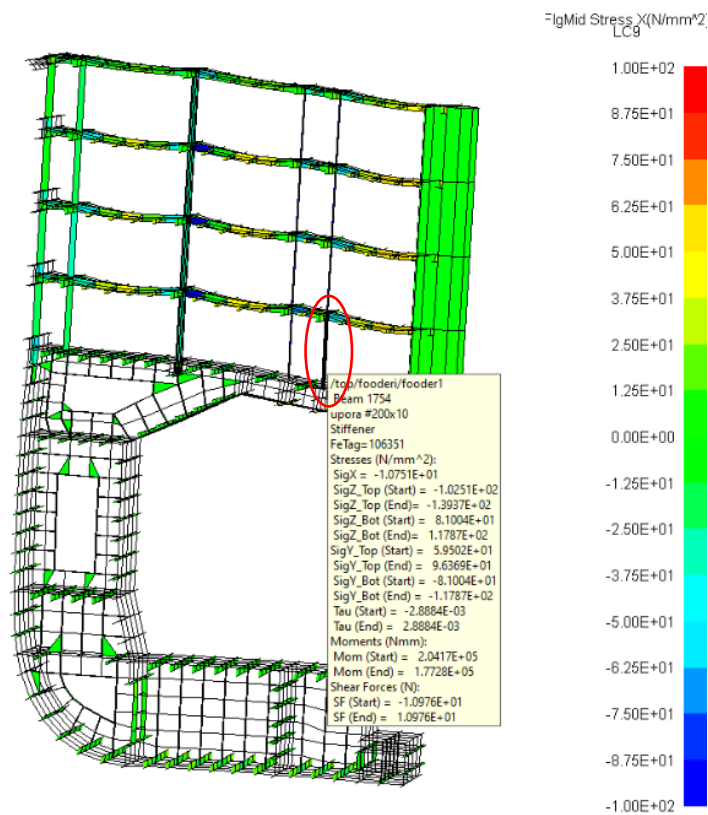 FlgMid Stress X(N/mm^2)
LC9
1.00E+02
8.75E+01
7.50E+01
6.25E+01
5.00E+01
3.75E+01
2.50E+01
1.25E+01
0.00E+00
-1.25E+01
-2.50E+01
-3.75E+01
-5.00E+01
-6.25E+01
-7.50E+01
-8.75E+01
-1.00E+02
/top/fooderi/fooder1
Beam 1754
upora #200x10
Stiffener
FeTag=106351
Stresses (N/mm^2):
SigX = -1.0751E+01
SigZ_Top (Start) = -1.0251E+02
SigZ_Top (End)= -1.3937E+02
SigZ_Bot (Start) = 8.1004E+01
SigZ_Bot (End) = 1.1787E+02
SigY_Top (Start) = 5.9502E+01
SigY_Top (End) = 9.6369E+01
SigY_Bot (Start) = -8.1004E+01
SigY_Bot (End) = -1.1787E+02
Tau (Start) = -2.8884E-03
Tau (End) = 2.8884E-03
Moments (Nmm):
Mom (Start) = 2.0417E+05
Mom (End) = 1.7728E+05
Shear Forces (N):
SF (Start) = -1.0976E+01
SF (End) = 1.0976E+01